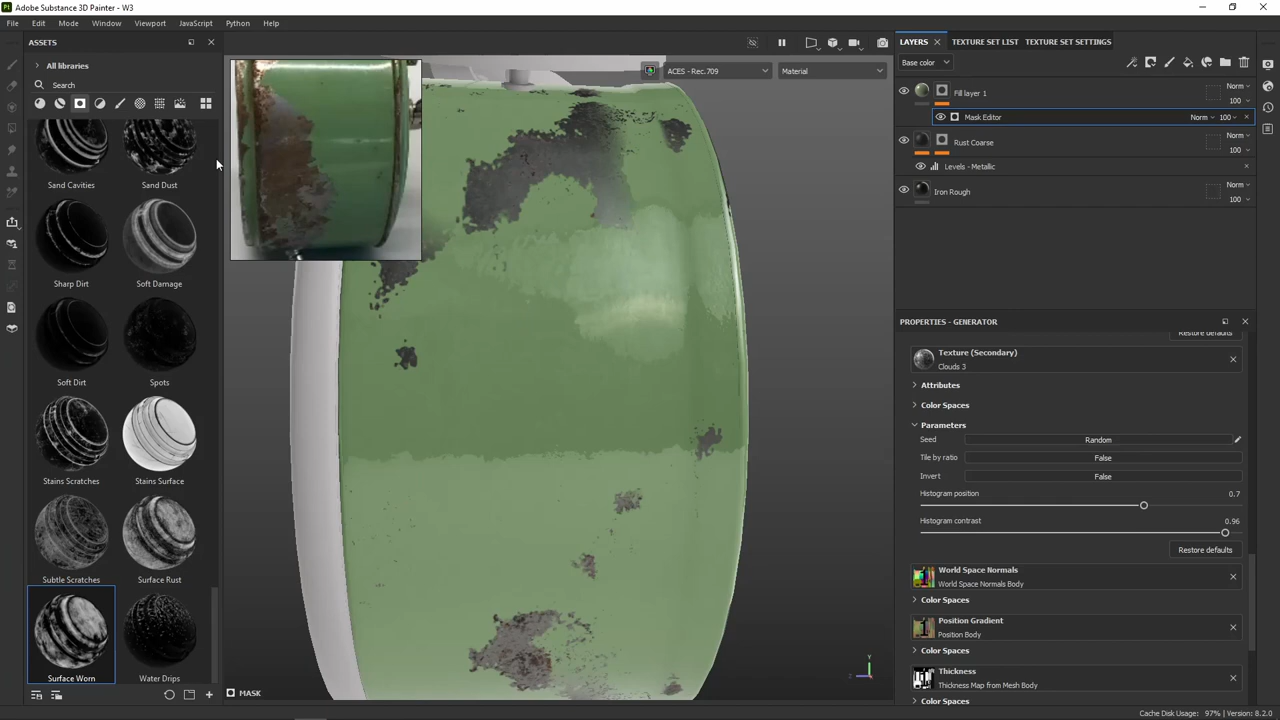 Adobe Substance 3D Painter - W3
File Edit Mode Window Viewport JavaScript Python Help
ASSETS
All libraries
Search
Sand Cavities
Sand Dust
Sharp Dirt
Soft Damage
Soft Dirt
Spots
Stains Scratches
Stains Surface
Subtle Scratches
Surface Rust
Surface Worn
Water Drips
ACES - Rec.709
Material
MASK
Y
Z
LAYERS
TEXTURE SET LIST
TEXTURE SET SETTINGS
Base color
Fill layer 1
Norm
100
Mask Editor
Norm
100
Rust Coarse
Norm
100
Levels - Metallic
Iron Rough
Norm
100
PROPERTIES - GENERATOR
Restore defaults
Texture (Secondary)
Clouds 3
Attributes
Color Spaces
Parameters
Seed Random
Tile by ratio False
Invert False
Histogram position 0.7
Histogram contrast 0.96
Restore defaults
World Space Normals
World Space Normals Body
Color Spaces
Position Gradient
Position Body
Color Spaces
Thickness
Thickness Map from Mesh Body
Color Spaces
Cache Disk Usage: 97% | Version: 8.2.0